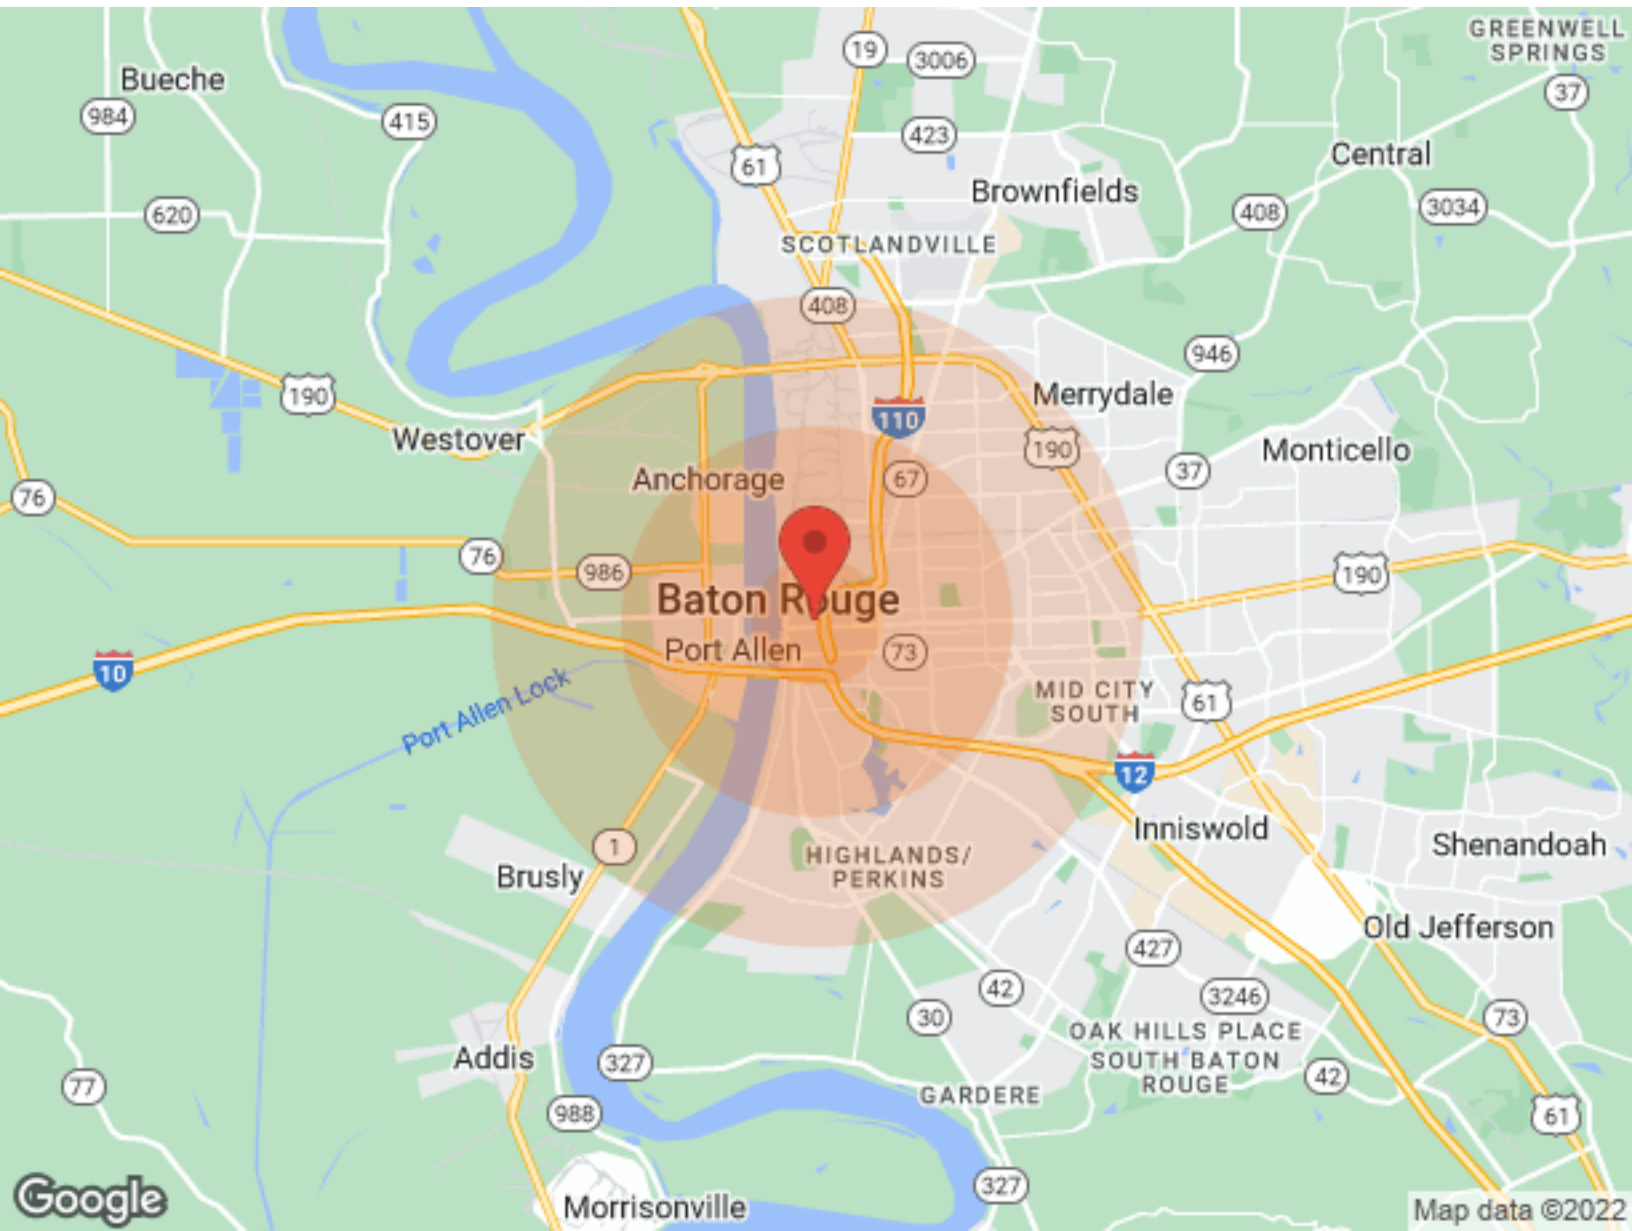 GREENWELL
SPRINGS
19
3006
Bueche
37
984
415
423
61
Central
Brownfields
620
408
3034
SCOTLANDVILLE
408
946
190
Merrydale
110
Westover
190
Monticello
Anchorage
67
37
76
76
986
190
Baton Rouge
Port Allen
73
10
MID CITY
SOUTH
61
Port Allen Lock
12
Inniswold
1
Shenandoah
HIGHLANDS/
PERKINS
Brusly
Old Jefferson
427
42
3246
30
73
OAK HILLS PLACE
Addis
327
SOUTH BATON
ROUGE
42
77
GARDERE
988
61
327
Google
Morrisonville
Map data ©2022